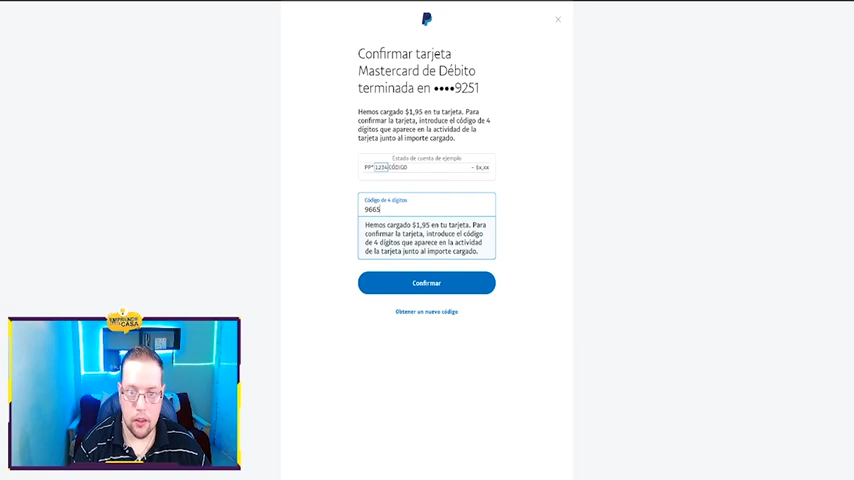 Confirmar tarjeta
Mastercard de Débito
terminada en ••••9251
Hemos cargado $1,95 en tu tarjeta. Para
confirmar la tarjeta, introduce el código de 4
dígitos que aparece en la actividad de la
tarjeta junto al importe cargado.
Estado de cuenta de ejemplo
PP*1234CÓDIGO - $x,xx
Código de 4 dígitos
9665
Hemos cargado $1,95 en tu tarjeta. Para
confirmar la tarjeta, introduce el código
de 4 dígitos que aparece en la actividad
de la tarjeta junto al importe cargado.
Confirmar
Obtener un nuevo código
CASA